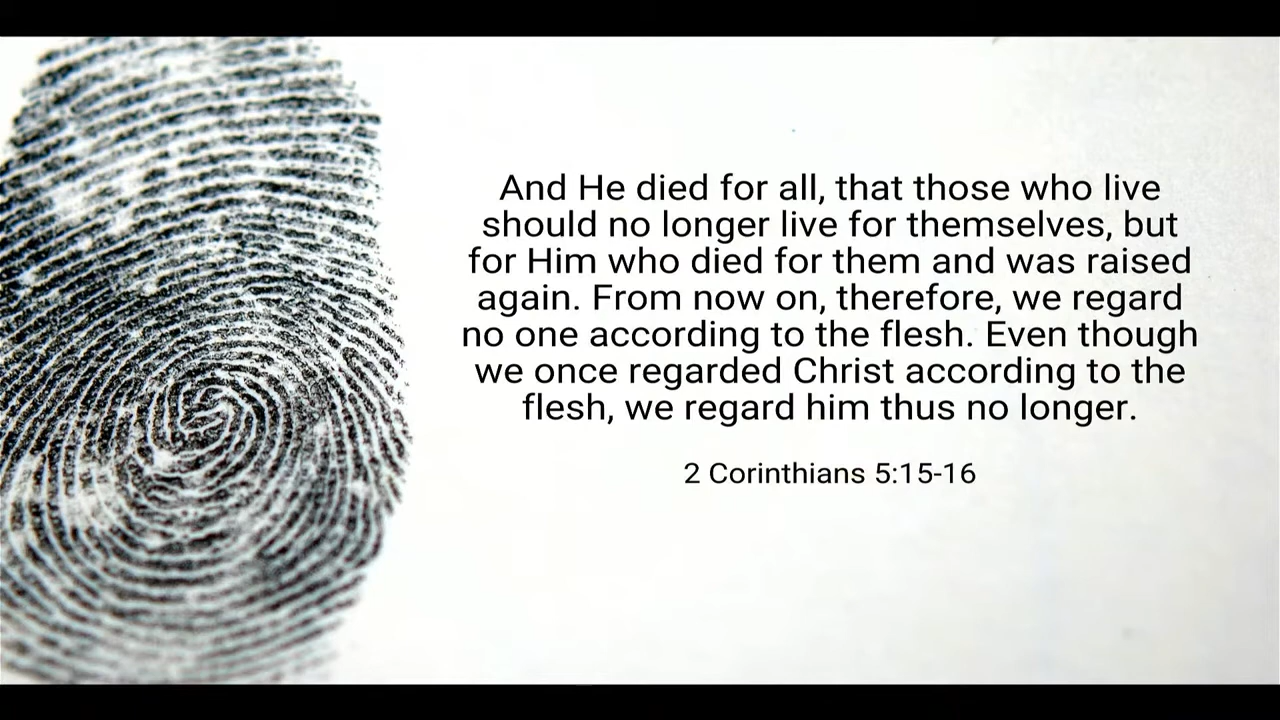 And He died for all, that those who live
should no longer live for themselves, but
for Him who died for them and was raised
again. From now on, therefore, we regard
no one according to the flesh. Even though
we once regarded Christ according to the
flesh, we regard him thus no longer.
2 Corinthians 5:15-16